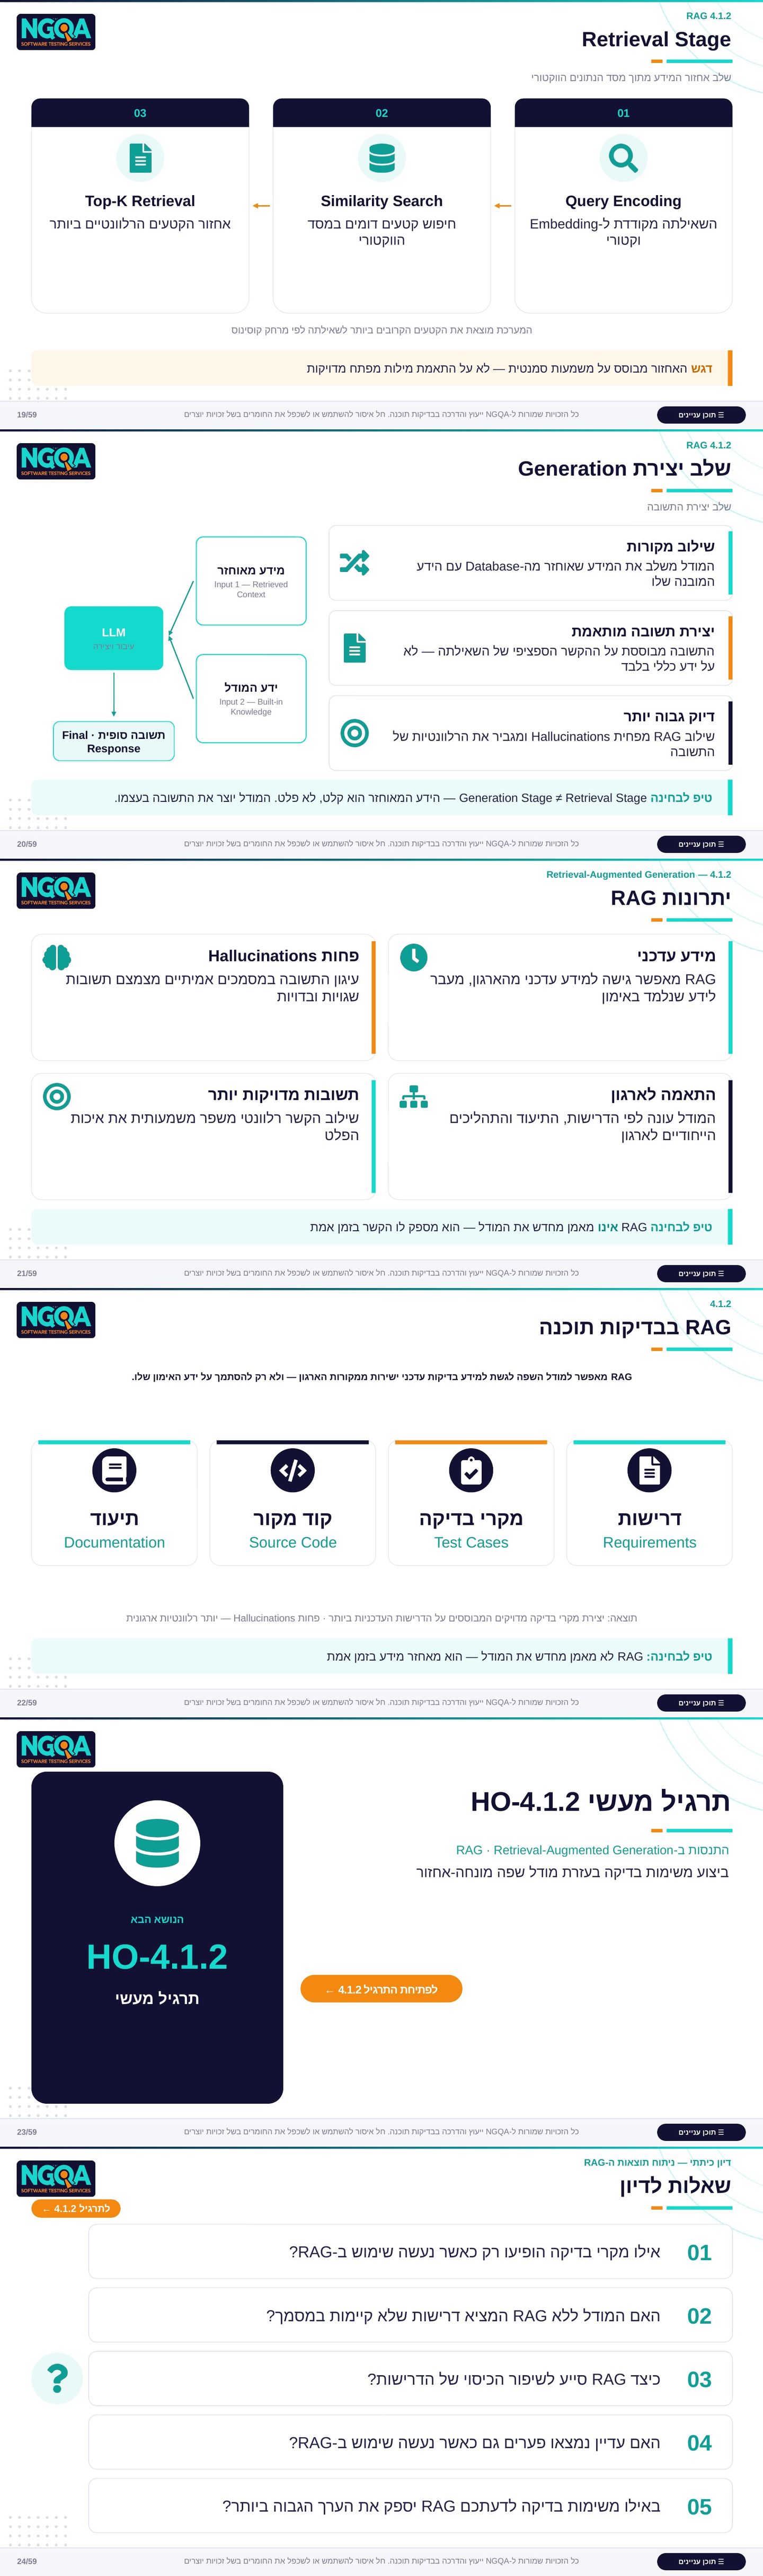 NGQA
SOFTWARE TESTING SERVICES
RAG 4.1.2
Retrieval Stage
שלב אחזור המידע מתוך מסד הנתונים הווקטורי
01
Query Encoding
השאילתה מקודדת ל-Embedding
וקטורי
02
Similarity Search
חיפוש קטעים דומים במסד
הווקטורי
03
Top-K Retrieval
אחזור הקטעים הרלוונטיים ביותר
המערכת מוצאת את הקטעים הקרובים ביותר לשאילתה לפי מרחק קוסינוס
דגש האחזור מבוסס על משמעות סמנטית — לא על התאמת מילות מפתח מדויקות
☰ תוכן עניינים
כל הזכויות שמורות ל-NGQA ייעוץ והדרכה בבדיקות תוכנה. חל איסור להשתמש או לשכפל את החומרים בשל זכויות יוצרים
19/59
NGQA
SOFTWARE TESTING SERVICES
RAG 4.1.2
שלב יצירת Generation
שלב יצירת התשובה
שילוב מקורות
המודל משלב את המידע שאוחזר מה-Database עם הידע
המובנה שלו
יצירת תשובה מותאמת
התשובה מבוססת על ההקשר הספציפי של השאילתה — לא
על ידע כללי בלבד
דיוק גבוה יותר
שילוב RAG מפחית Hallucinations ומגביר את הרלוונטיות של
התשובה
מידע מאוחזר
Input 1 — Retrieved
Context
ידע המודל
Input 2 — Built-in
Knowledge
LLM
עיבוד ויצירה
תשובה סופית · Final
Response
טיפ לבחינה Generation Stage ≠ Retrieval Stage — הידע המאוחזר הוא קלט, לא פלט. המודל יוצר את התשובה בעצמו.
☰ תוכן עניינים
כל הזכויות שמורות ל-NGQA ייעוץ והדרכה בבדיקות תוכנה. חל איסור להשתמש או לשכפל את החומרים בשל זכויות יוצרים
20/59
NGQA
SOFTWARE TESTING SERVICES
Retrieval-Augmented Generation — 4.1.2
יתרונות RAG
מידע עדכני
RAG מאפשר גישה למידע עדכני מהארגון, מעבר
לידע שנלמד באימון
פחות Hallucinations
עיגון התשובה במסמכים אמיתיים מצמצם תשובות
שגויות ובדויות
התאמה לארגון
המודל עונה לפי הדרישות, התיעוד והתהליכים
הייחודיים לארגון
תשובות מדויקות יותר
שילוב הקשר רלוונטי משפר משמעותית את איכות
הפלט
טיפ לבחינה RAG אינו מאמן מחדש את המודל — הוא מספק לו הקשר בזמן אמת
☰ תוכן עניינים
כל הזכויות שמורות ל-NGQA ייעוץ והדרכה בבדיקות תוכנה. חל איסור להשתמש או לשכפל את החומרים בשל זכויות יוצרים
21/59
NGQA
SOFTWARE TESTING SERVICES
4.1.2
RAG בבדיקות תוכנה
RAG מאפשר למודל השפה לגשת למידע בדיקות עדכני ישירות ממקורות הארגון — ולא רק להסתמך על ידע האימון שלו.
דרישות
Requirements
מקרי בדיקה
Test Cases
קוד מקור
Source Code
תיעוד
Documentation
תוצאה: יצירת מקרי בדיקה מדויקים המבוססים על הדרישות העדכניות ביותר · פחות Hallucinations — יותר רלוונטיות ארגונית
טיפ לבחינה: RAG לא מאמן מחדש את המודל — הוא מאחזר מידע בזמן אמת
☰ תוכן עניינים
כל הזכויות שמורות ל-NGQA ייעוץ והדרכה בבדיקות תוכנה. חל איסור להשתמש או לשכפל את החומרים בשל זכויות יוצרים
22/59
NGQA
SOFTWARE TESTING SERVICES
תרגיל מעשי HO-4.1.2
התנסות ב-RAG · Retrieval-Augmented Generation
ביצוע משימות בדיקה בעזרת מודל שפה מונחה-אחזור
לפתיחת התרגיל 4.1.2 ←
הנושא הבא
HO-4.1.2
תרגיל מעשי
☰ תוכן עניינים
כל הזכויות שמורות ל-NGQA ייעוץ והדרכה בבדיקות תוכנה. חל איסור להשתמש או לשכפל את החומרים בשל זכויות יוצרים
23/59
NGQA
SOFTWARE TESTING SERVICES
דיון כיתתי — ניתוח תוצאות ה-RAG
שאלות לדיון
לתרגיל 4.1.2 ←
01
אילו מקרי בדיקה הופיעו רק כאשר נעשה שימוש ב-RAG?
02
האם המודל ללא RAG המציא דרישות שלא קיימות במסמך?
03
כיצד RAG סייע לשיפור הכיסוי של הדרישות?
04
האם עדיין נמצאו פערים גם כאשר נעשה שימוש ב-RAG?
05
באילו משימות בדיקה לדעתכם RAG יספק את הערך הגבוה ביותר?
?
☰ תוכן עניינים
כל הזכויות שמורות ל-NGQA ייעוץ והדרכה בבדיקות תוכנה. חל איסור להשתמש או לשכפל את החומרים בשל זכויות יוצרים
24/59